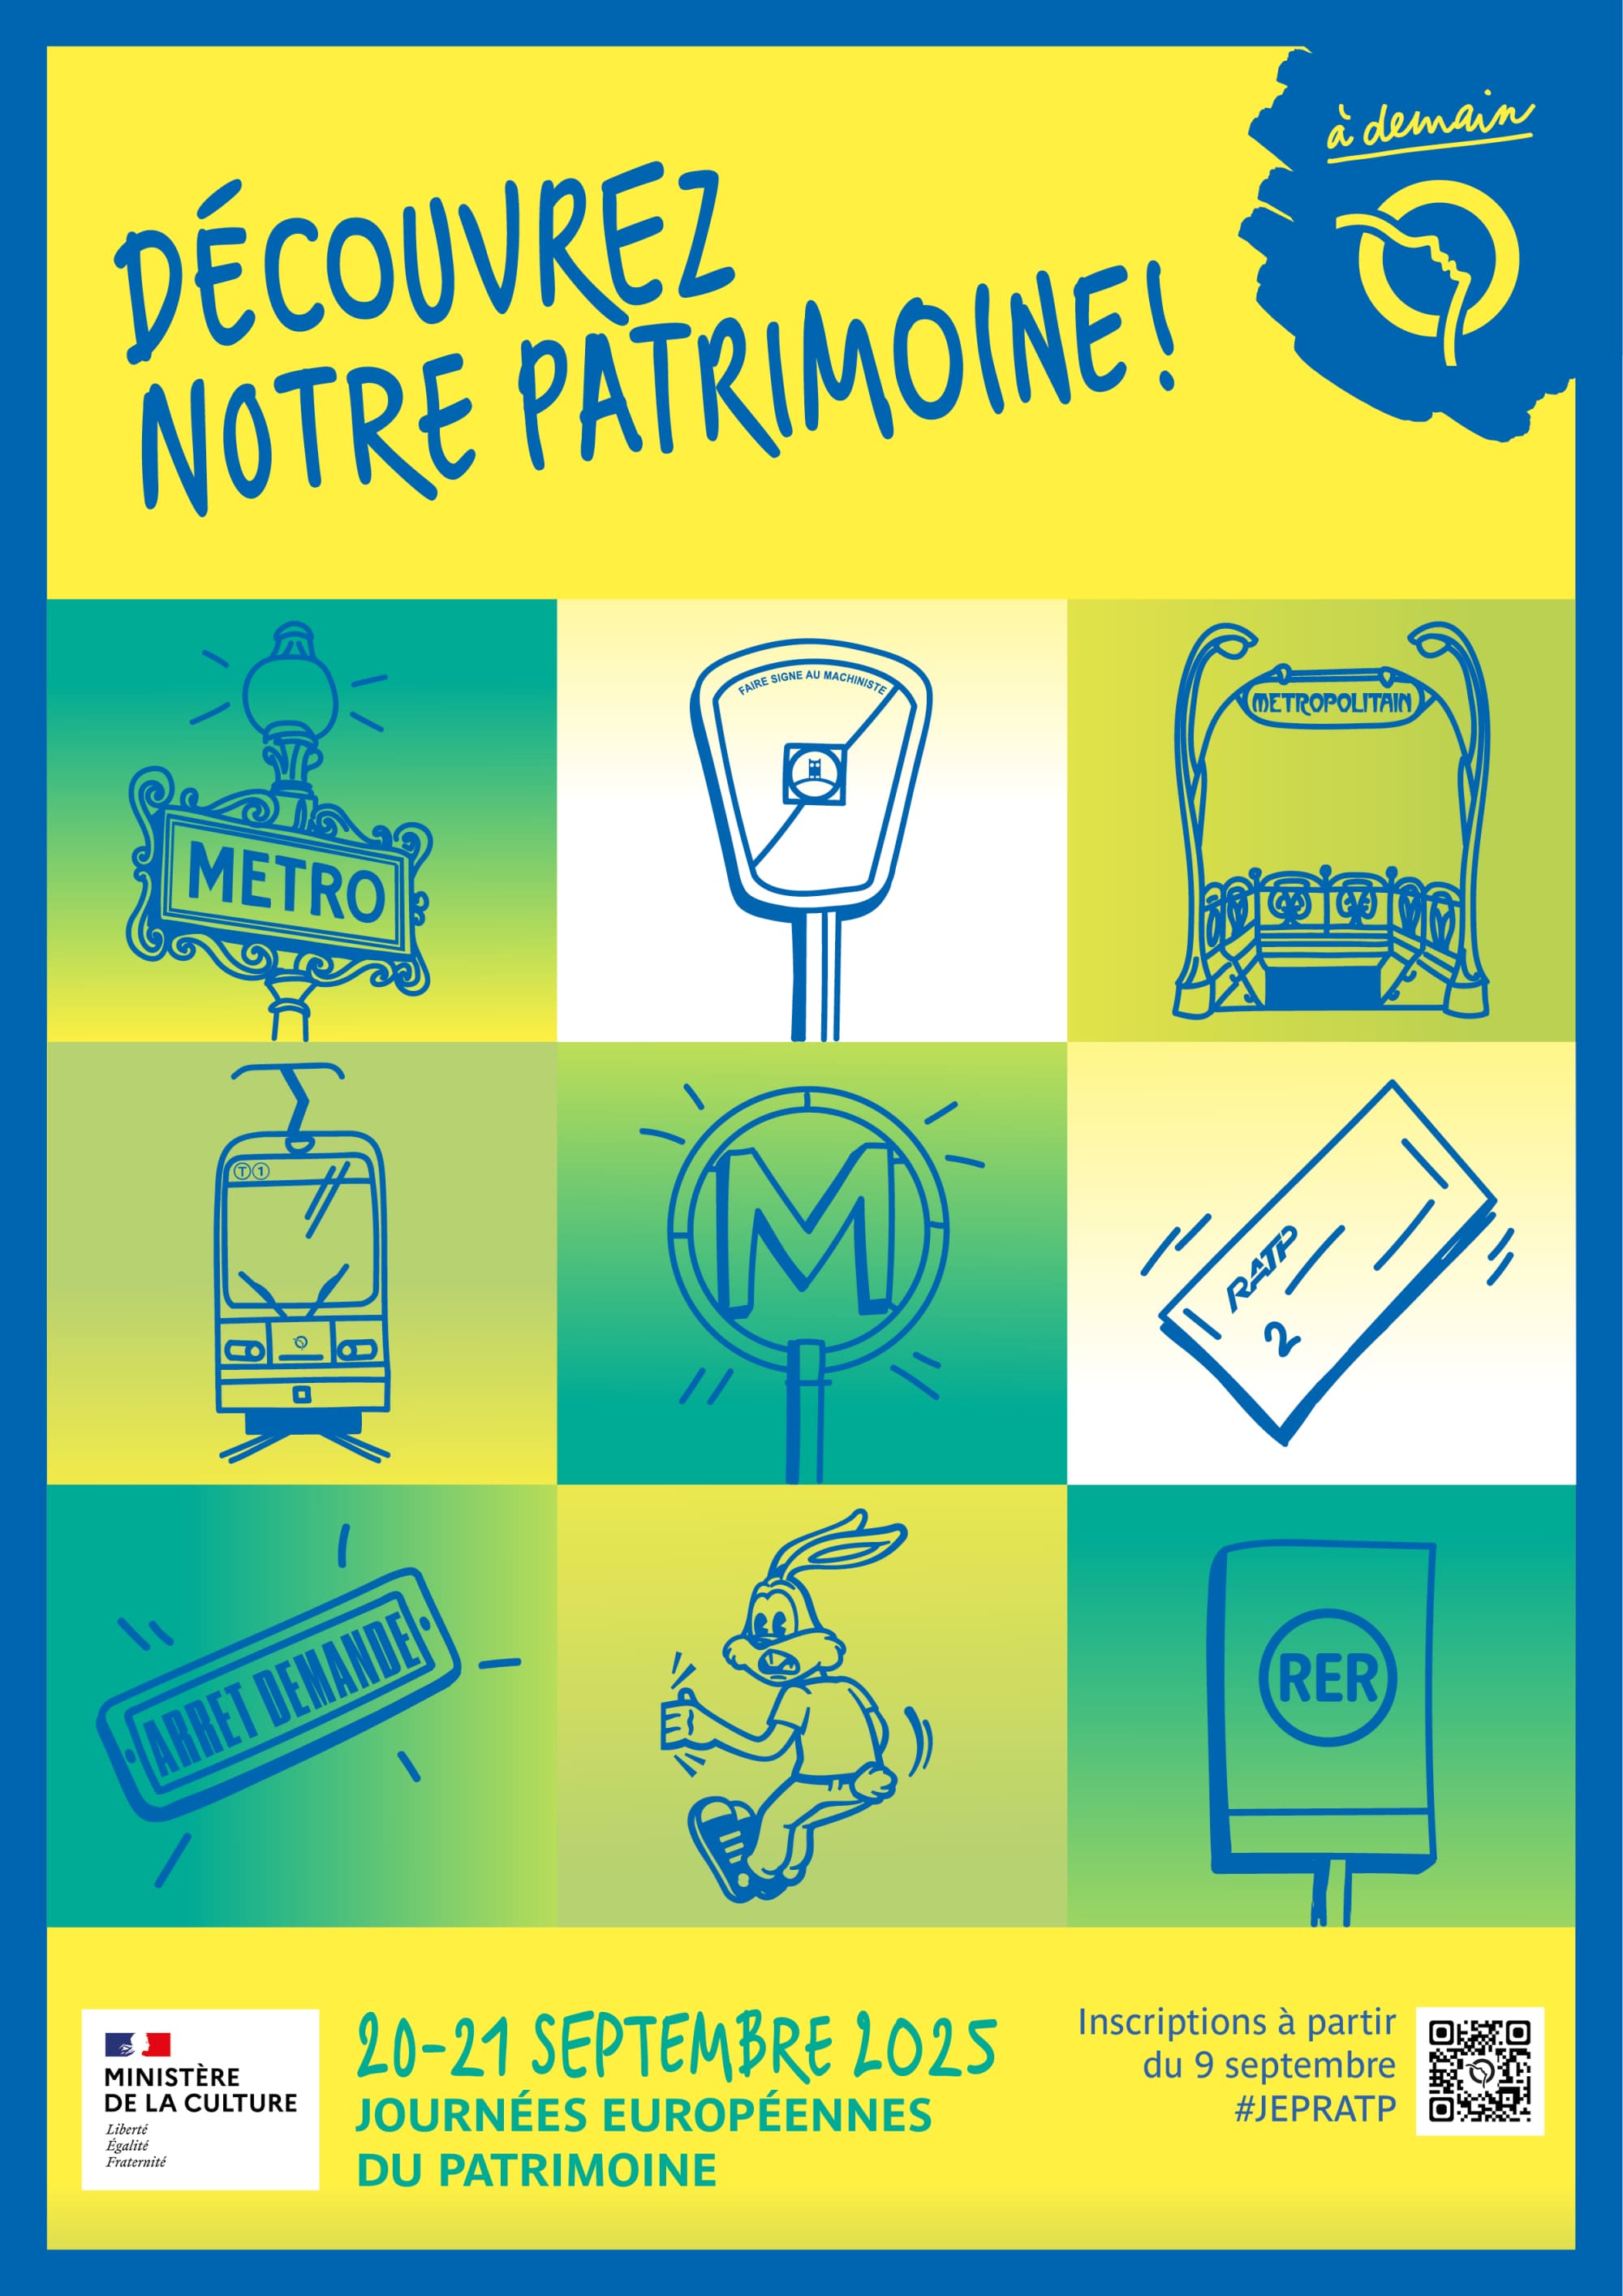 à demain
DÉCOUVREZ
NOTRE PATRIMOINE!
METRO
FAIRE SIGNE AU MACHINISTE
METROPOLITAIN
T 1
M
RATP
2
ARRET DEMANDE
RER
MINISTÈRE
DE LA CULTURE
Liberté
Égalité
Fraternité
20-21 SEPTEMBRE 2025
JOURNÉES EUROPÉENNES
DU PATRIMOINE
Inscriptions à partir
du 9 septembre
#JEPRATP